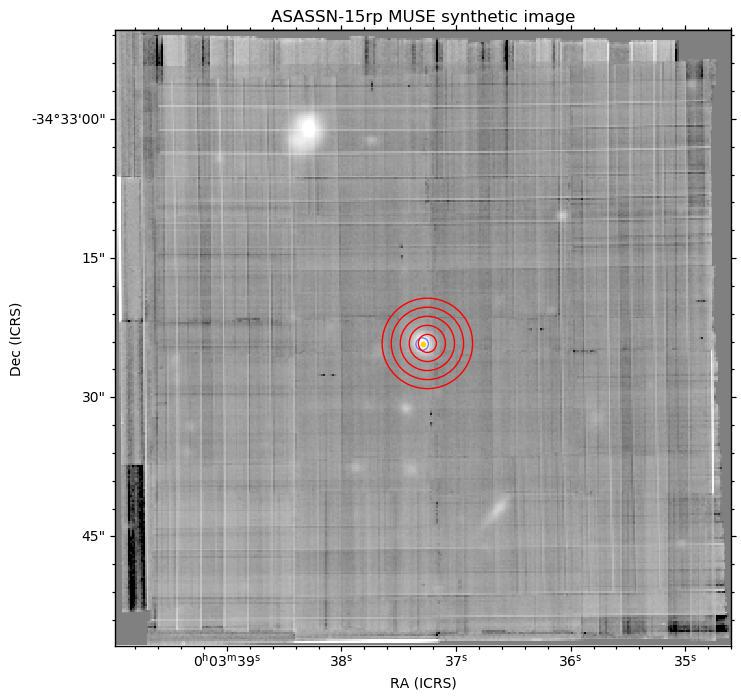 ASASSN-15rp MUSE synthetic image
-34°33'00"
15"
30"
45"
Dec (ICRS)
0ʰ03ᵐ39ˢ 38ˢ 37ˢ 36ˢ 35ˢ
RA (ICRS)